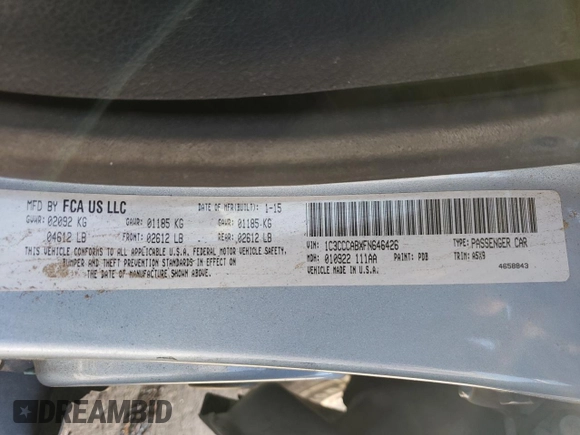 MFD BY FCA US LLC DATE OF MFR(BUILT): 1-15
GVWR: 02092 KG GAWR: 01185 KG GAWR: 01185 KG
04612 LB FRONT: 02612 LB REAR: 02612 LB
THIS VEHICLE CONFORMS TO ALL APPLICABLE U.S.A. FEDERAL MOTOR VEHICLE SAFETY,
BUMPER AND THEFT PREVENTION STANDARDS IN EFFECT ON
THE DATE OF MANUFACTURE SHOWN ABOVE.
VIN: 1C3CCCABXFN646426 TYPE: PASSENGER CAR
MDH: 010922 111AA PAINT: PDB TRIM: A5X9
VEHICLE MADE IN U.S.A. 4658843
DREAMBID